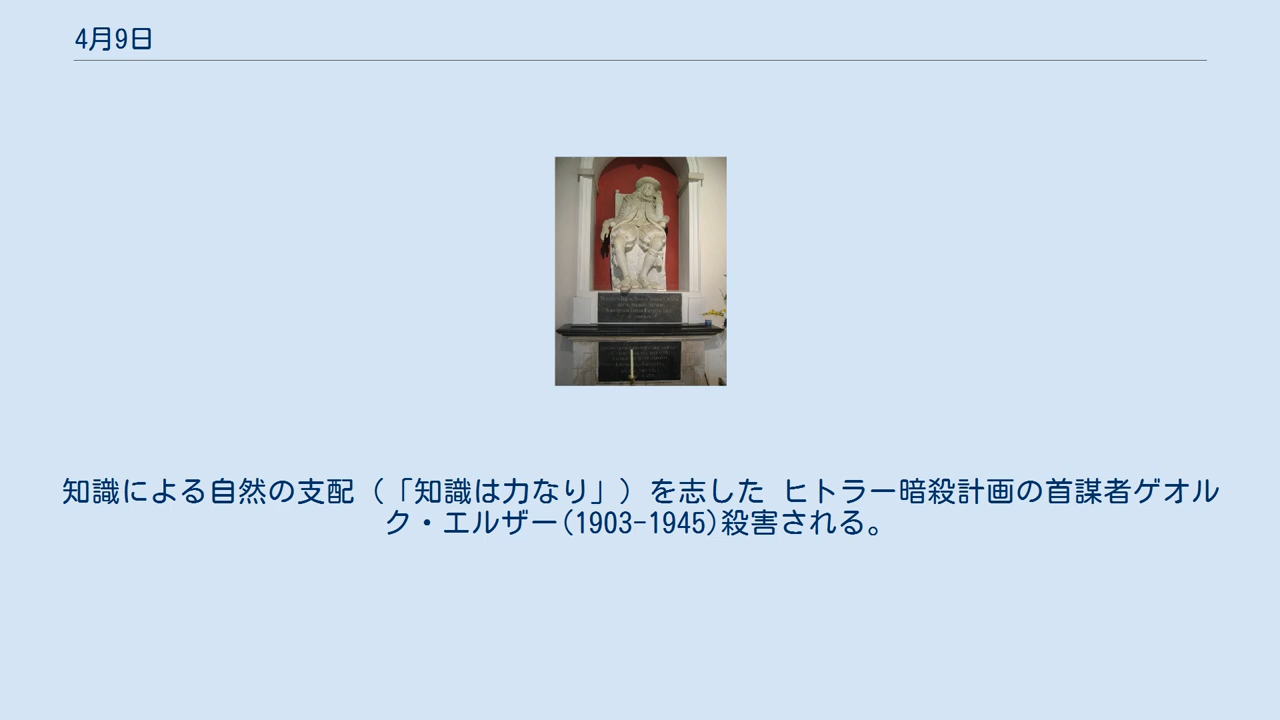 4月9日
知識による自然の支配（「知識は力なり」）を志した ヒトラー暗殺計画の首謀者ゲオル
ク・エルザー(1903-1945)殺害される。